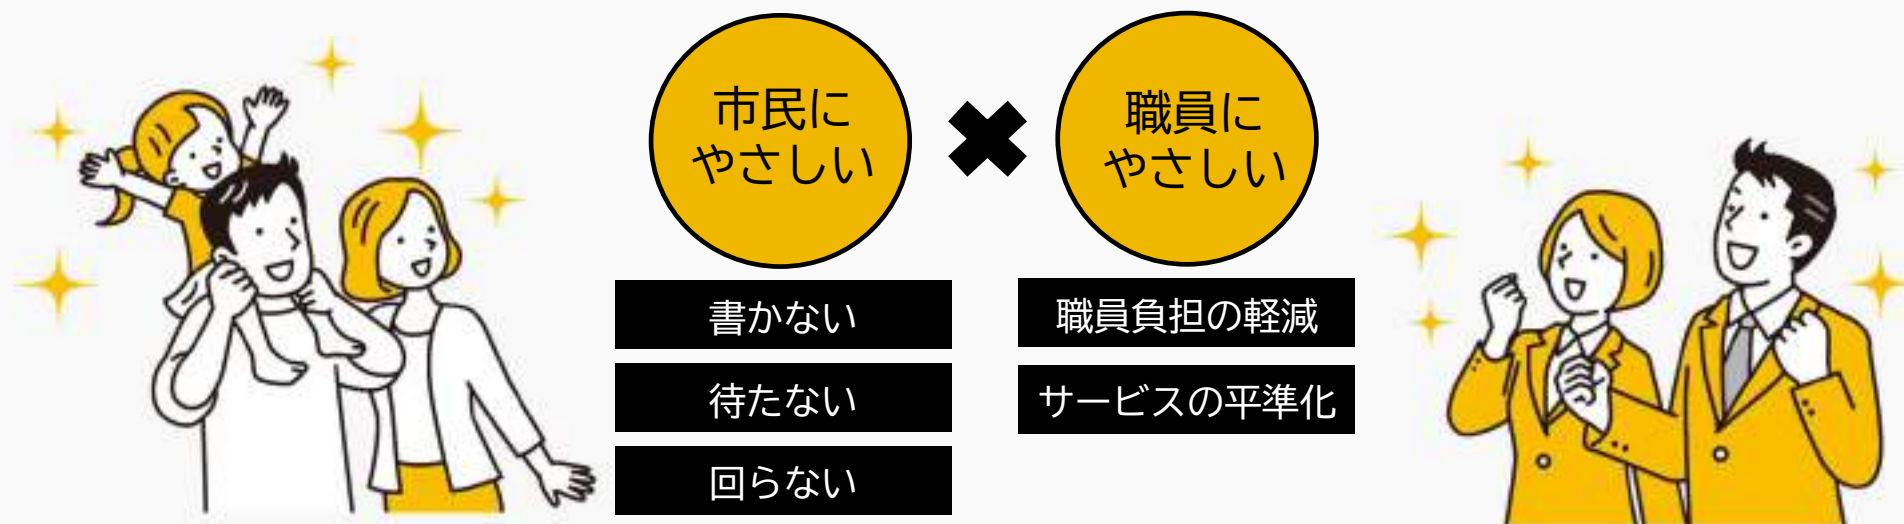 市民に
やさしい
✖
職員に
やさしい
書かない
待たない
回らない
職員負担の軽減
サービスの平準化